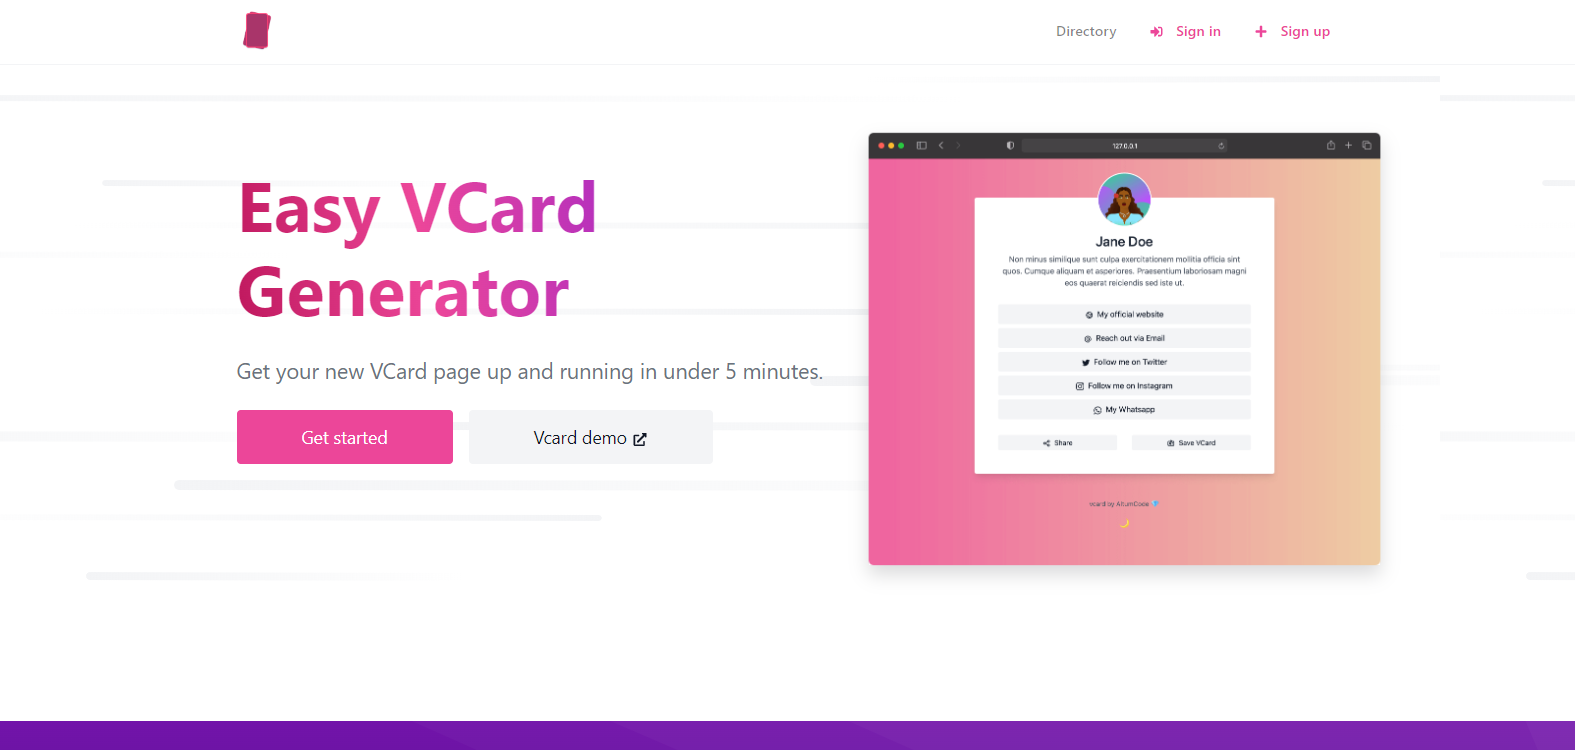 Directory Sign in Sign up
Easy VCard
Generator
Get your new VCard page up and running in under 5 minutes.
Get started Vcard demo
127.0.0.1
Jane Doe
Non minus similique sunt culpa exercitationem mollitia officia sint
quos. Cumque aliquam et asperiores. Praesentium laboriosam magni
eos quaerat reiciendis sed iste ut.
My official website
Reach out via Email
Follow me on Twitter
Follow me on Instagram
My Whatsapp
Share Save VCard
vcard by AltumCode